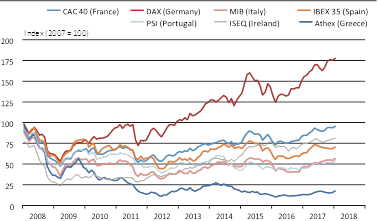 CAC 40 (France) DAX (Germany) MIB (Italy) IBEX 35 (Spain)
PSI (Portugal) ISEQ (Ireland) Athex (Greece)
Index (2007 = 100)
200
175
150
125
100
75
50
25
0
2008 2009 2010 2011 2012 2013 2014 2015 2016 2017 2018